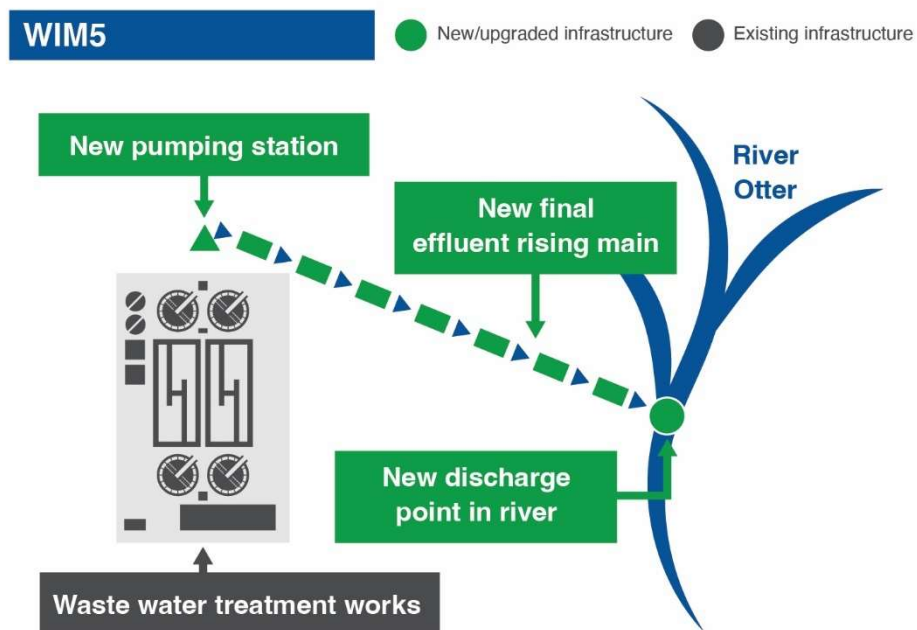 WIM5
New/upgraded infrastructure
Existing infrastructure
New pumping station
River
Otter
New final
effluent rising main
New discharge
point in river
Waste water treatment works